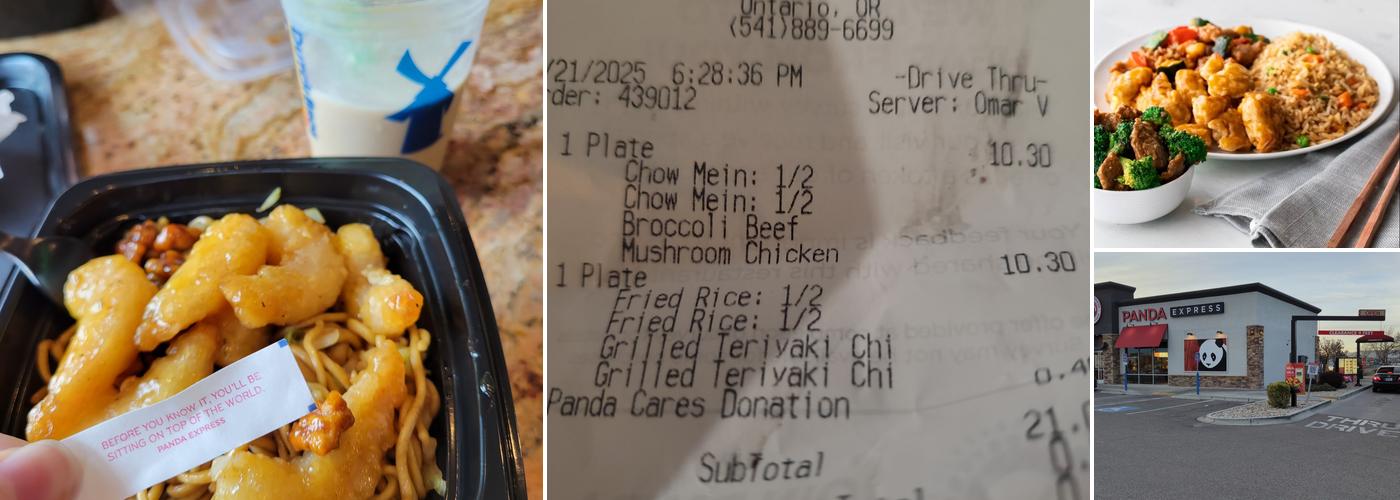 BEFORE YOU KNOW IT, YOU'LL BE
SITTING ON TOP OF THE WORLD.
PANDA EXPRESS
Ontario, OR
(541)889-6699
/21/2025 6:28:36 PM
-Drive Thru-
der: 439012
Server: Omar V
1 Plate 10.30
Chow Mein: 1/2
Chow Mein: 1/2
Broccoli Beef
Mushroom Chicken
1 Plate 10.30
Fried Rice: 1/2
Fried Rice: 1/2
Grilled Teriyaki Chi
Grilled Teriyaki Chi
Panda Cares Donation
SubTotal
PANDA EXPRESS
THRU
DRIVE